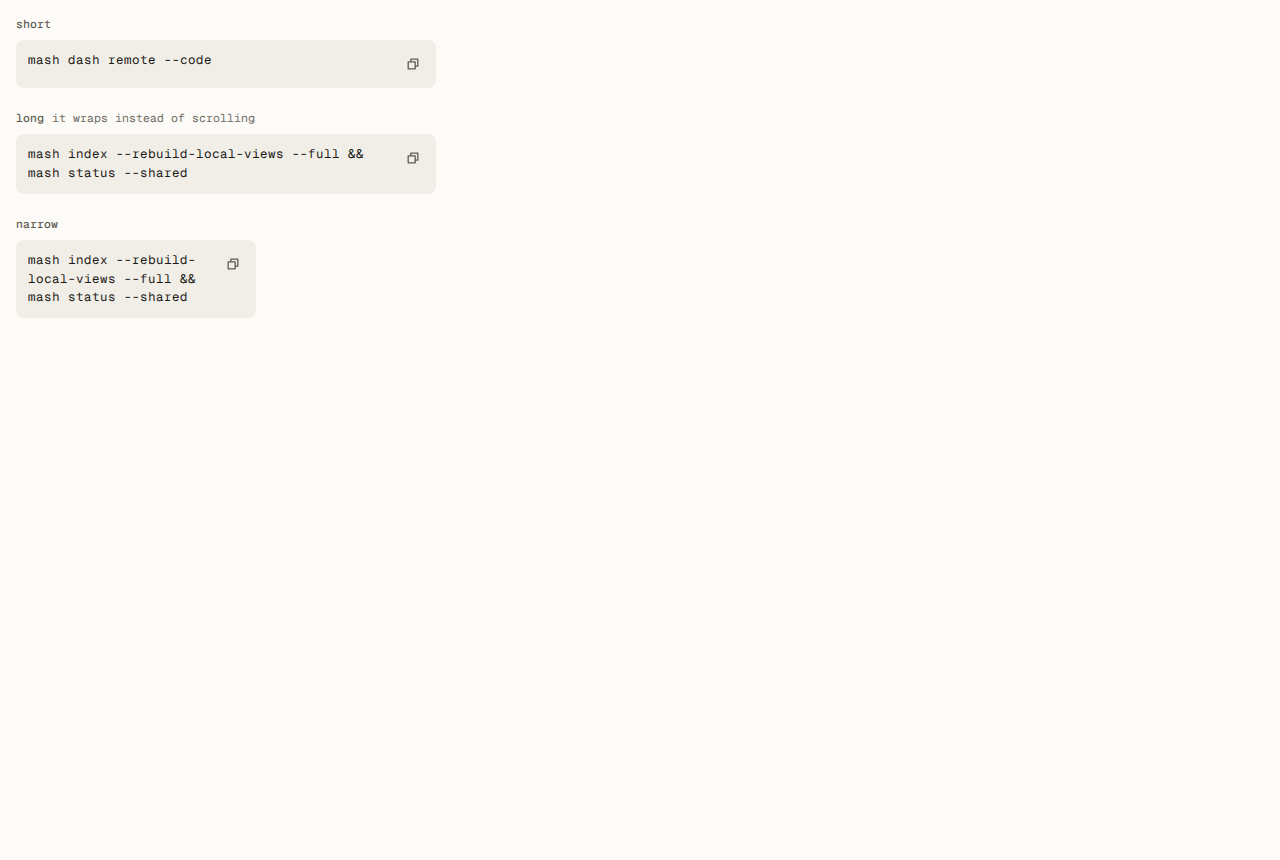 short
mash dash remote --code
long it wraps instead of scrolling
mash index --rebuild-local-views --full &&
mash status --shared
narrow
mash index --rebuild-
local-views --full &&
mash status --shared